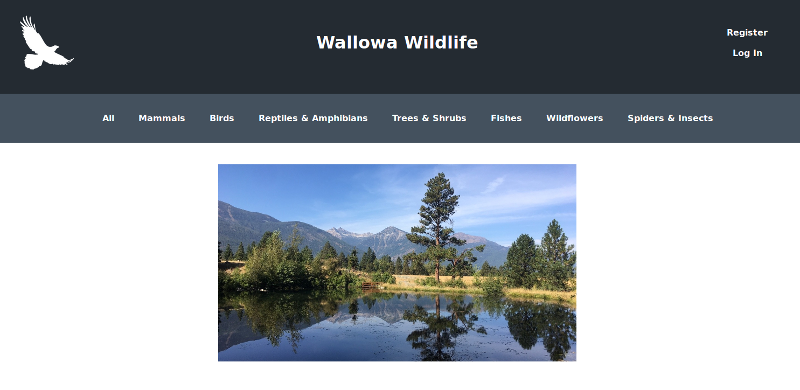 Wallowa Wildlife
Register
Log In
All Mammals Birds Reptiles & Amphibians Trees & Shrubs Fishes Wildflowers Spiders & Insects